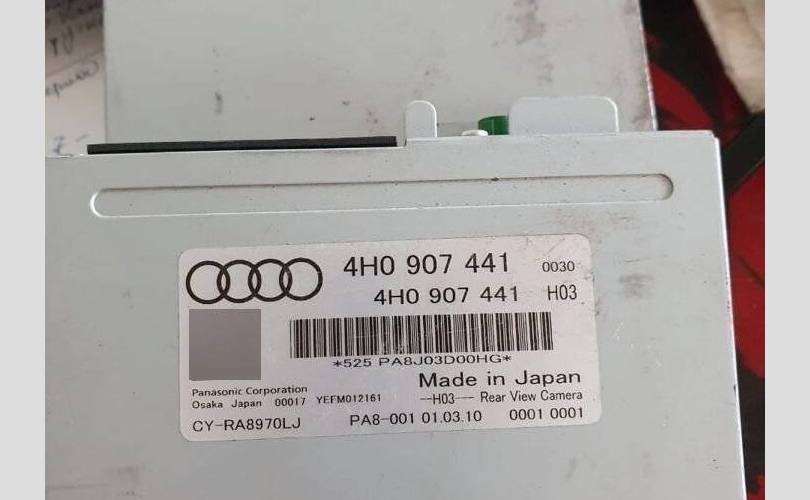 4H0 907 441 0030
4H0 907 441 H03
*525 PA8J03D00HG*
Made in Japan
Panasonic Corporation
Osaka Japan 00017 YEFM012161
--H03--- Rear View Camera
CY-RA8970LJ PA8-001 01.03.10 0001 0001